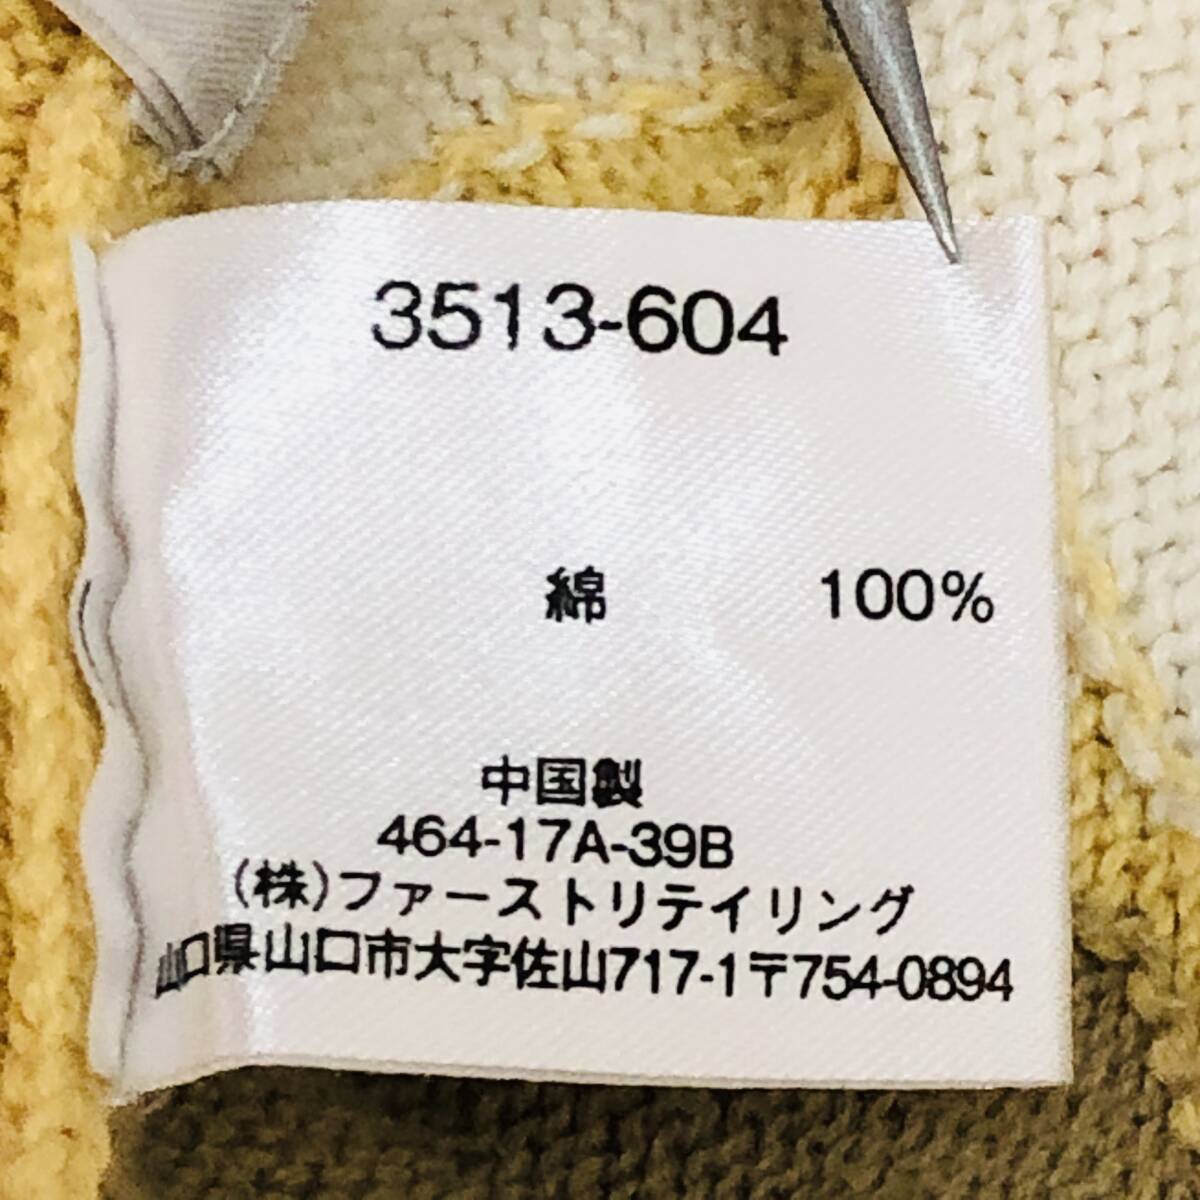 3513-604
綿 100%
中国製
464-17A-39B
(株)ファーストリテイリング
山口県山口市大字佐山717-1〒754-0894